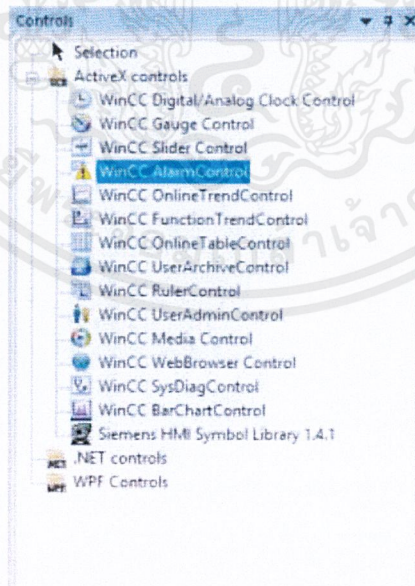 Controls
Selection
ActiveX controls
WinCC Digital/Analog Clock Control
WinCC Gauge Control
WinCC Slider Control
WinCC AlarmControl
WinCC OnlineTrendControl
WinCC FunctionTrendControl
WinCC OnlineTableControl
WinCC UserArchiveControl
WinCC RulerControl
WinCC UserAdminControl
WinCC Media Control
WinCC WebBrowser Control
WinCC SysDiagControl
WinCC BarChartControl
Siemens HMI Symbol Library 1.4.1
.NET controls
WPF Controls